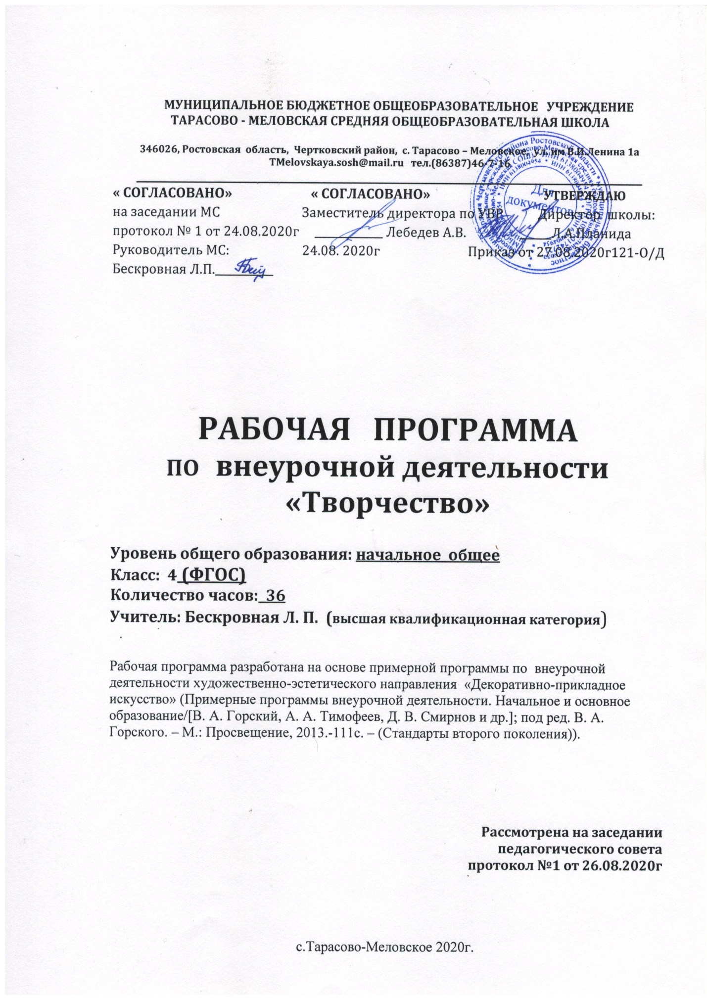 МУНИЦИПАЛЬНОЕ БЮДЖЕТНОЕ ОБЩЕОБРАЗОВАТЕЛЬНОЕ УЧРЕЖДЕНИЕ
ТАРАСОВО - МЕЛОВСКАЯ СРЕДНЯЯ ОБЩЕОБРАЗОВАТЕЛЬНАЯ ШКОЛА
346026, Ростовская область, Чертковский район, с. Тарасово – Меловское, ул. им В.И.Ленина 1а
TMelovskaya.sosh@mail.ru тел.(86387)46-7-16
« СОГЛАСОВАНО» « СОГЛАСОВАНО» УТВЕРЖДАЮ
на заседании МС Заместитель директора по УВР Директор школы:
протокол № 1 от 24.08.2020г __________ Лебедев А.В. Л.А.Планида
Руководитель МС: 24.08. 2020г Приказ от 27.08.2020г121-О/Д
Бескровная Л.П.________
Для
документов
РАБОЧАЯ ПРОГРАММА
ПО внеурочной деятельности
«Творчество»
Уровень общего образования: начальное общее
Класс: 4 (ФГОС)
Количество часов: 36
Учитель: Бескровная Л. П. (высшая квалификационная категория)
Рабочая программа разработана на основе примерной программы по внеурочной
деятельности художественно-эстетического направления «Декоративно-прикладное
искусство» (Примерные программы внеурочной деятельности. Начальное и основное
образование/[В. А. Горский, А. А. Тимофеев, Д. В. Смирнов и др.]; под ред. В. А.
Горского. – М.: Просвещение, 2013.-111с. – (Стандарты второго поколения)).
Рассмотрена на заседании
педагогического совета
протокол №1 от 26.08.2020г
с.Тарасово-Меловское 2020г.